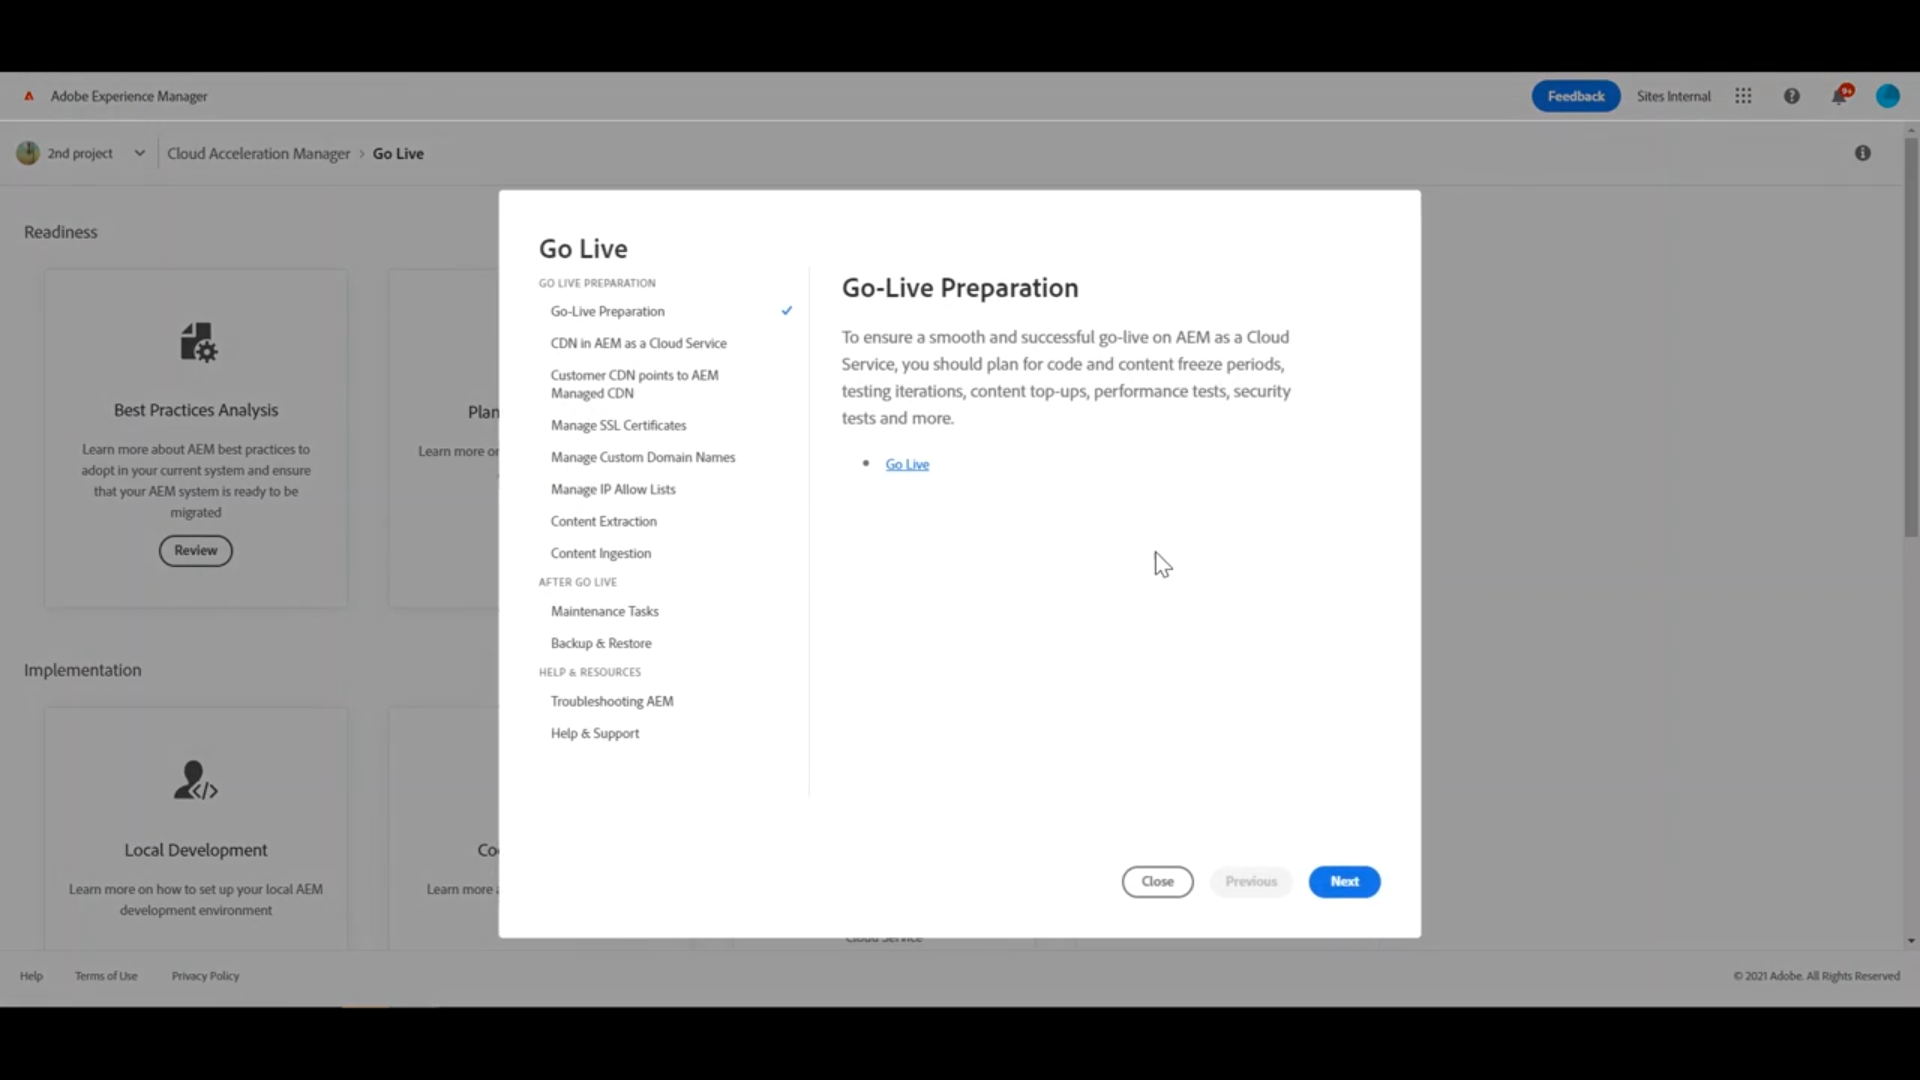 Adobe Experience Manager
Feedback
Sites Internal
9+
2nd project
Cloud Acceleration Manager > Go Live
Readiness
Best Practices Analysis
Learn more about AEM best practices to
adopt in your current system and ensure
that your AEM system is ready to be
migrated
Review
Plan
Learn more on
Implementation
Local Development
Learn more on how to set up your local AEM
development environment
Co
Learn more a
Go Live
GO LIVE PREPARATION
Go-Live Preparation
CDN in AEM as a Cloud Service
Customer CDN points to AEM
Managed CDN
Manage SSL Certificates
Manage Custom Domain Names
Manage IP Allow Lists
Content Extraction
Content Ingestion
AFTER GO LIVE
Maintenance Tasks
Backup & Restore
HELP & RESOURCES
Troubleshooting AEM
Help & Support
Go-Live Preparation
To ensure a smooth and successful go-live on AEM as a Cloud
Service, you should plan for code and content freeze periods,
testing iterations, content top-ups, performance tests, security
tests and more.
Go Live
Close
Previous
Next
Cloud Service
Help
Terms of Use
Privacy Policy
© 2021 Adobe. All Rights Reserved